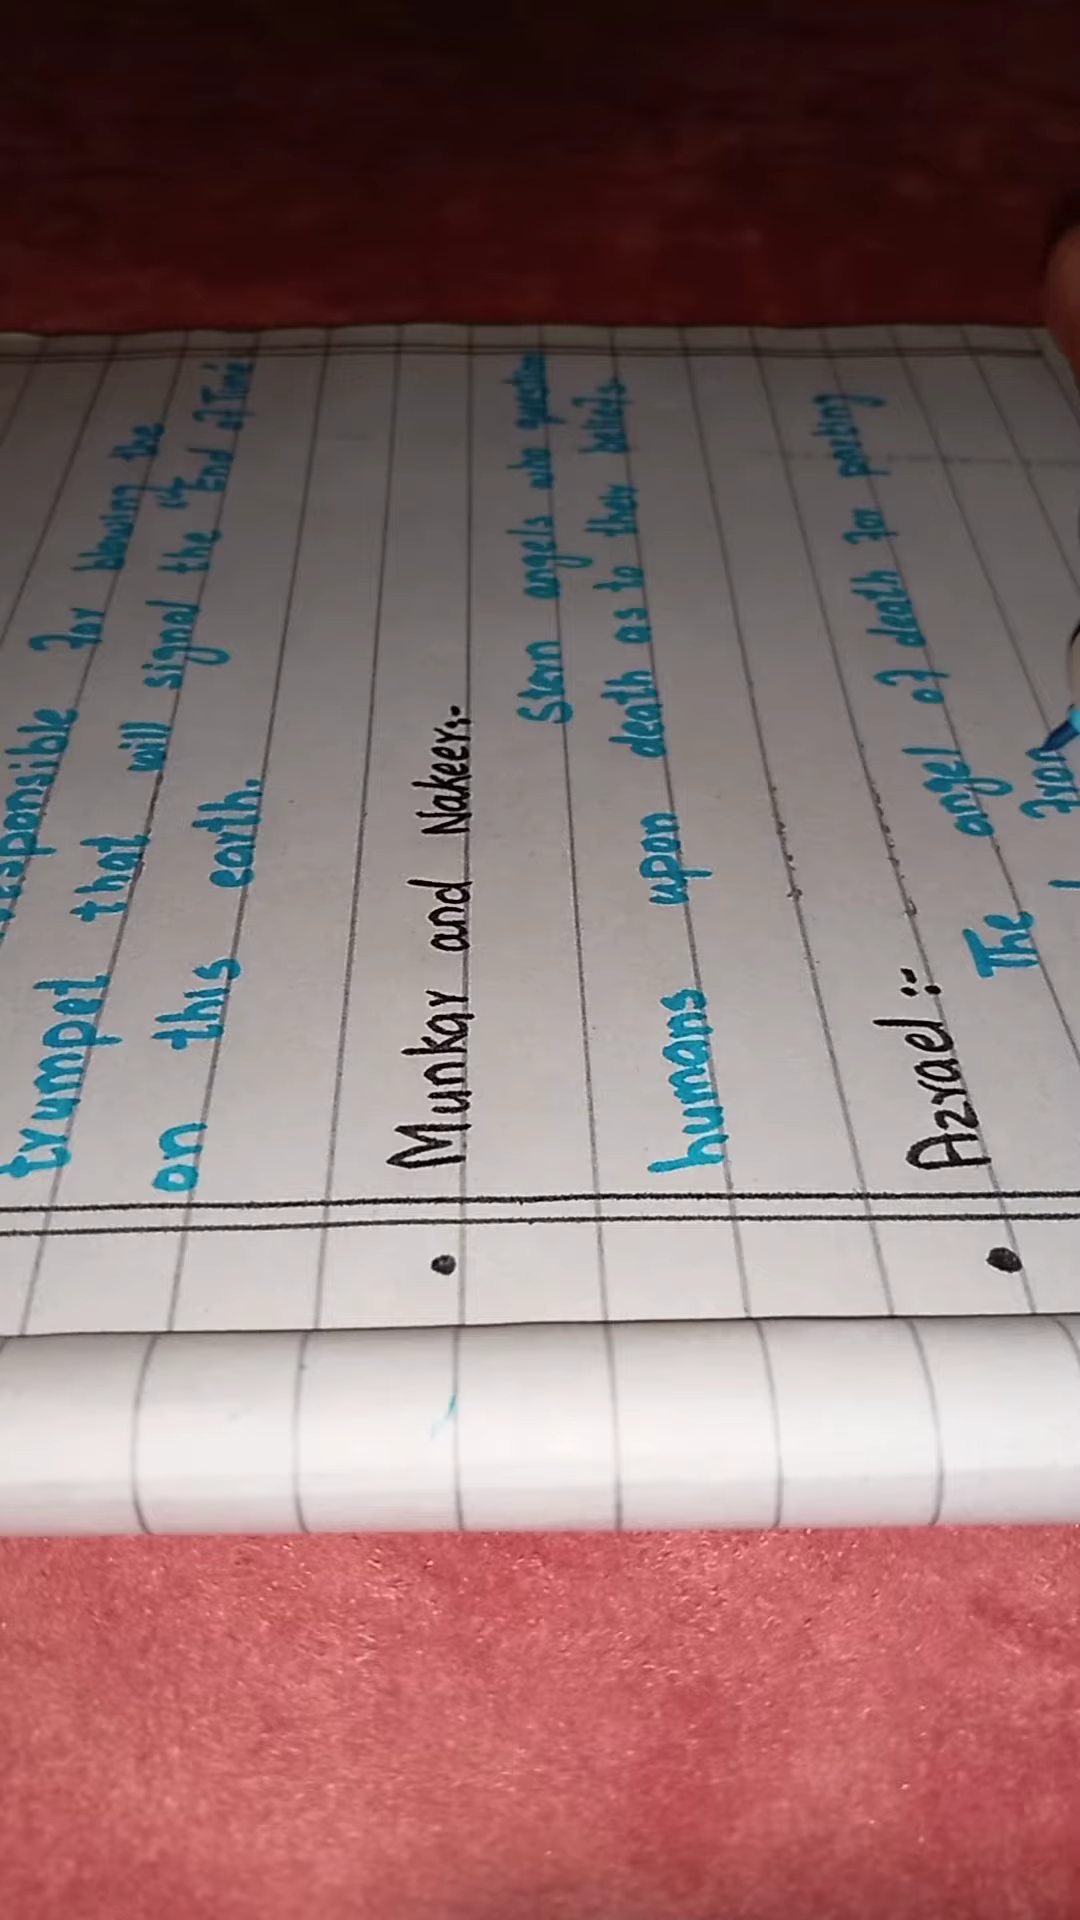 responsible for blowing the
trumpet that will signal the "End of Time
on this earth.
• Munkar and Nakeer:-
Stern angels who question
humans upon death as to their beliefs.
• Azrael :-
The angel of death for parting
from